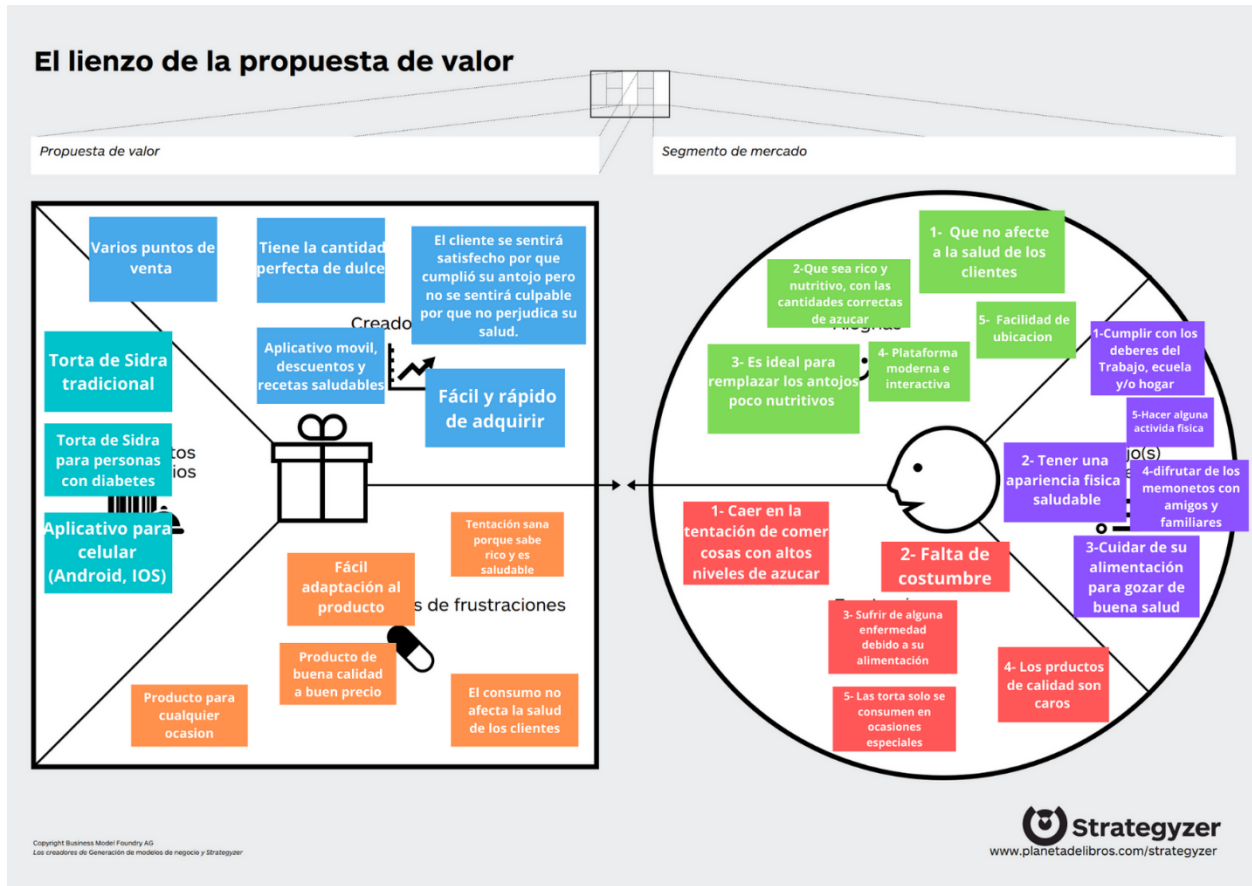 El lienzo de la propuesta de valor
Propuesta de valor
Segmento de mercado
Varios puntos de
venta
Tiene la cantidad
perfecta de dulce
El cliente se sentirá
satisfecho por que
cumplió su antojo pero
no se sentirá culpable
por que no perjudica su
salud.
Creado
Aplicativo movil,
descuentos y
recetas saludables
Fácil y rápido
de adquirir
Torta de Sidra
tradicional
Torta de Sidra
para personas
con diabetes
tos
ios
Aplicativo para
celular
(Android, IOS)
Tentación sana
porque sabe
rico y es
saludable
Fácil
adaptación al
producto
s de frustraciones
Producto de
buena calidad
a buen precio
Producto para
cualquier
ocasion
El consumo no
afecta la salud
de los clientes
1- Que no afecte
a la salud de los
clientes
2-Que sea rico y
nutritivo, con las
cantidades correctas
de azucar
5- Facilidad de
ubicacion
3- Es ideal para
remplazar los antojos
poco nutritivos
4- Plataforma
moderna e
interactiva
1-Cumplir con los
deberes del
Trabajo, ecuela
y/o hogar
5-Hacer alguna
activida fisica
jo(s)
2- Tener una
apariencia fisica
saludable
4-difrutar de los
memonetos con
amigos y
familiares
3-Cuidar de su
alimentación
para gozar de
buena salud
1- Caer en la
tentación de comer
cosas con altos
niveles de azucar
2- Falta de
costumbre
3- Sufrir de alguna
enfermedad
debido a su
alimentación
4- Los prductos
de calidad son
caros
5- Las torta solo se
consumen en
ocasiones
especiales
Copyright Business Model Foundry AG
Los creadores de Generación de modelos de negocio y Strategyzer
Strategyzer
www.planetadelibros.com/strategyzer